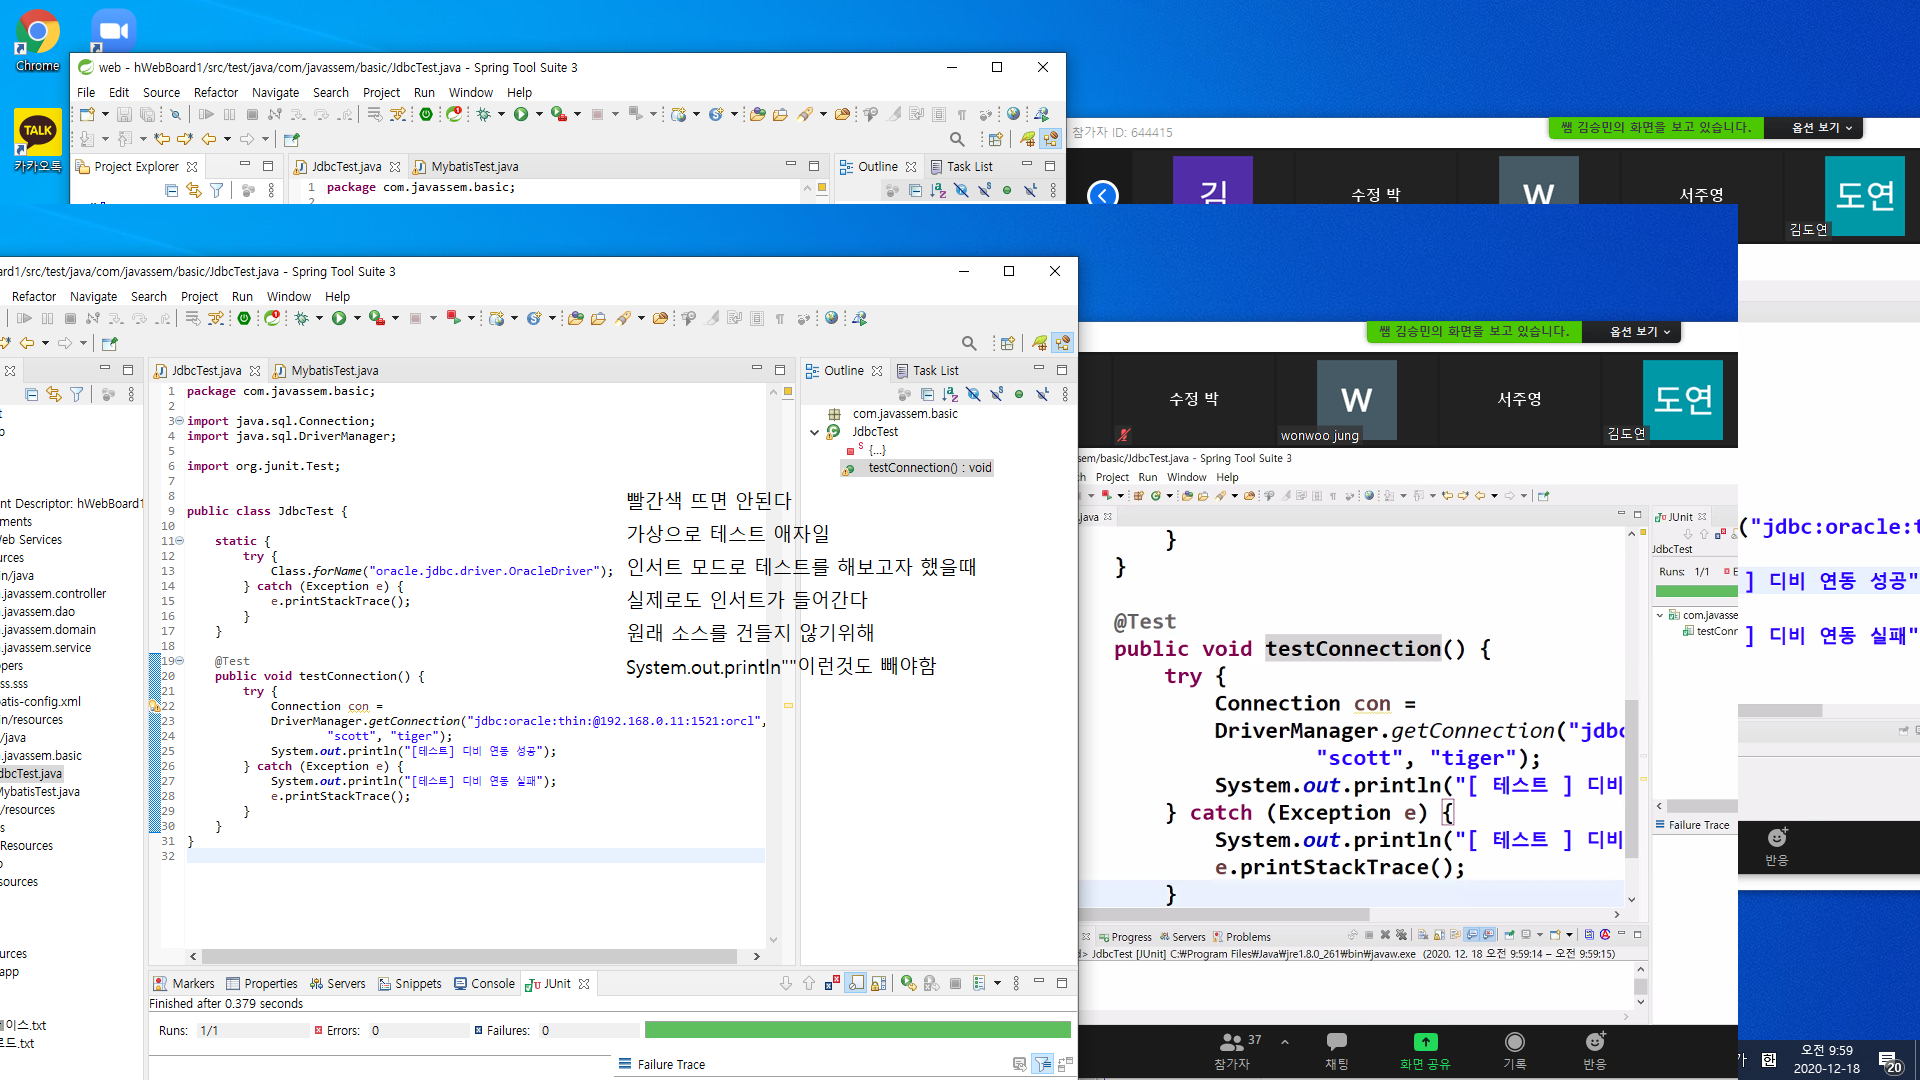 Chrome
TALK
카카오톡
web - hWebBoard1/src/test/java/com/javassem/basic/JdbcTest.java - Spring Tool Suite 3
File Edit Source Refactor Navigate Search Project Run Window Help
Project Explorer
JdbcTest.java
MybatisTest.java
Outline
Task List
1 package com.javassem.basic;
2
참가자 ID: 644415
쌤 김승민의 화면을 보고 있습니다.
옵션 보기
김
수정 박
W
서주영
도연
김도연
ard1/src/test/java/com/javassem/basic/JdbcTest.java - Spring Tool Suite 3
Refactor Navigate Search Project Run Window Help
JdbcTest.java
MybatisTest.java
Outline
Task List
1 package com.javassem.basic;
2
3 import java.sql.Connection;
4 import java.sql.DriverManager;
5
6 import org.junit.Test;
7
8
9 public class JdbcTest {
10
11 static {
12 try {
13 Class.forName("oracle.jdbc.driver.OracleDriver");
14 } catch (Exception e) {
15 e.printStackTrace();
16 }
17 }
18
19 @Test
20 public void testConnection() {
21 try {
22 Connection con =
23 DriverManager.getConnection("jdbc:oracle:thin:@192.168.0.11:1521:orcl",
24 "scott", "tiger");
25 System.out.println("[테스트] 디비 연동 성공");
26 } catch (Exception e) {
27 System.out.println("[테스트] 디비 연동 실패");
28 e.printStackTrace();
29 }
30 }
31 }
32
빨간색 뜨면 안된다
가상으로 테스트 애자일
인서트 모드로 테스트를 해보고자 했을때
실제로도 인서트가 들어간다
원래 소스를 건들지 않기위해
System.out.println""이런것도 빼야함
com.javassem.basic
JdbcTest
{...}
testConnection() : void
nt Descriptor: hWebBoard1
ments
eb Services
urces
in/java
.javassem.controller
.javassem.dao
.javassem.domain
.javassem.service
ppers
ss.sss
atis-config.xml
in/resources
/java
.javassem.basic
dbcTest.java
MybatisTest.java
/resources
s
Resources
sources
urces
app
이스.txt
로드.txt
Markers Properties Servers Snippets Console JUnit
Finished after 0.379 seconds
Runs: 1/1 Errors: 0 Failures: 0
Failure Trace
쌤 김승민의 화면을 보고 있습니다.
옵션 보기
수정 박
W
wonwoo jung
서주영
도연
김도연
sem/basic/JdbcTest.java - Spring Tool Suite 3
ch Project Run Window Help
.java
}
}
@Test
public void testConnection() {
try {
Connection con =
DriverManager.getConnection("jdbc
"scott", "tiger");
System.out.println("[ 테스트 ] 디비
} catch (Exception e) {
System.out.println("[ 테스트 ] 디비
e.printStackTrace();
}
JUnit
JdbcTest
Runs: 1/1
com.javasse
testConn
Failure Trace
("jdbc:oracle:t
] 디비 연동 성공"
] 디비 연동 실패"
Progress Servers Problems
d> JdbcTest [JUnit] C:₩Program Files₩Java₩jre1.8.0_261₩bin₩javaw.exe (2020. 12. 18 오전 9:59:14 – 오전 9:59:15)
37
참가자 채팅 화면 공유 기록 반응
반응
한
오전 9:59
2020-12-18
20